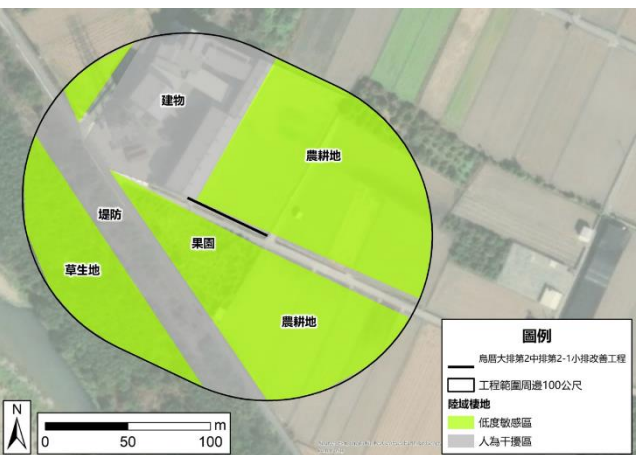 建物
農耕地
堤防
果園
草生地
農耕地
圖例
烏厝大排第2中排第2-1小排改善工程
工程範圍周邊100公尺
陸域棲地
低度敏感區
人為干擾區
N
m
0 50 100